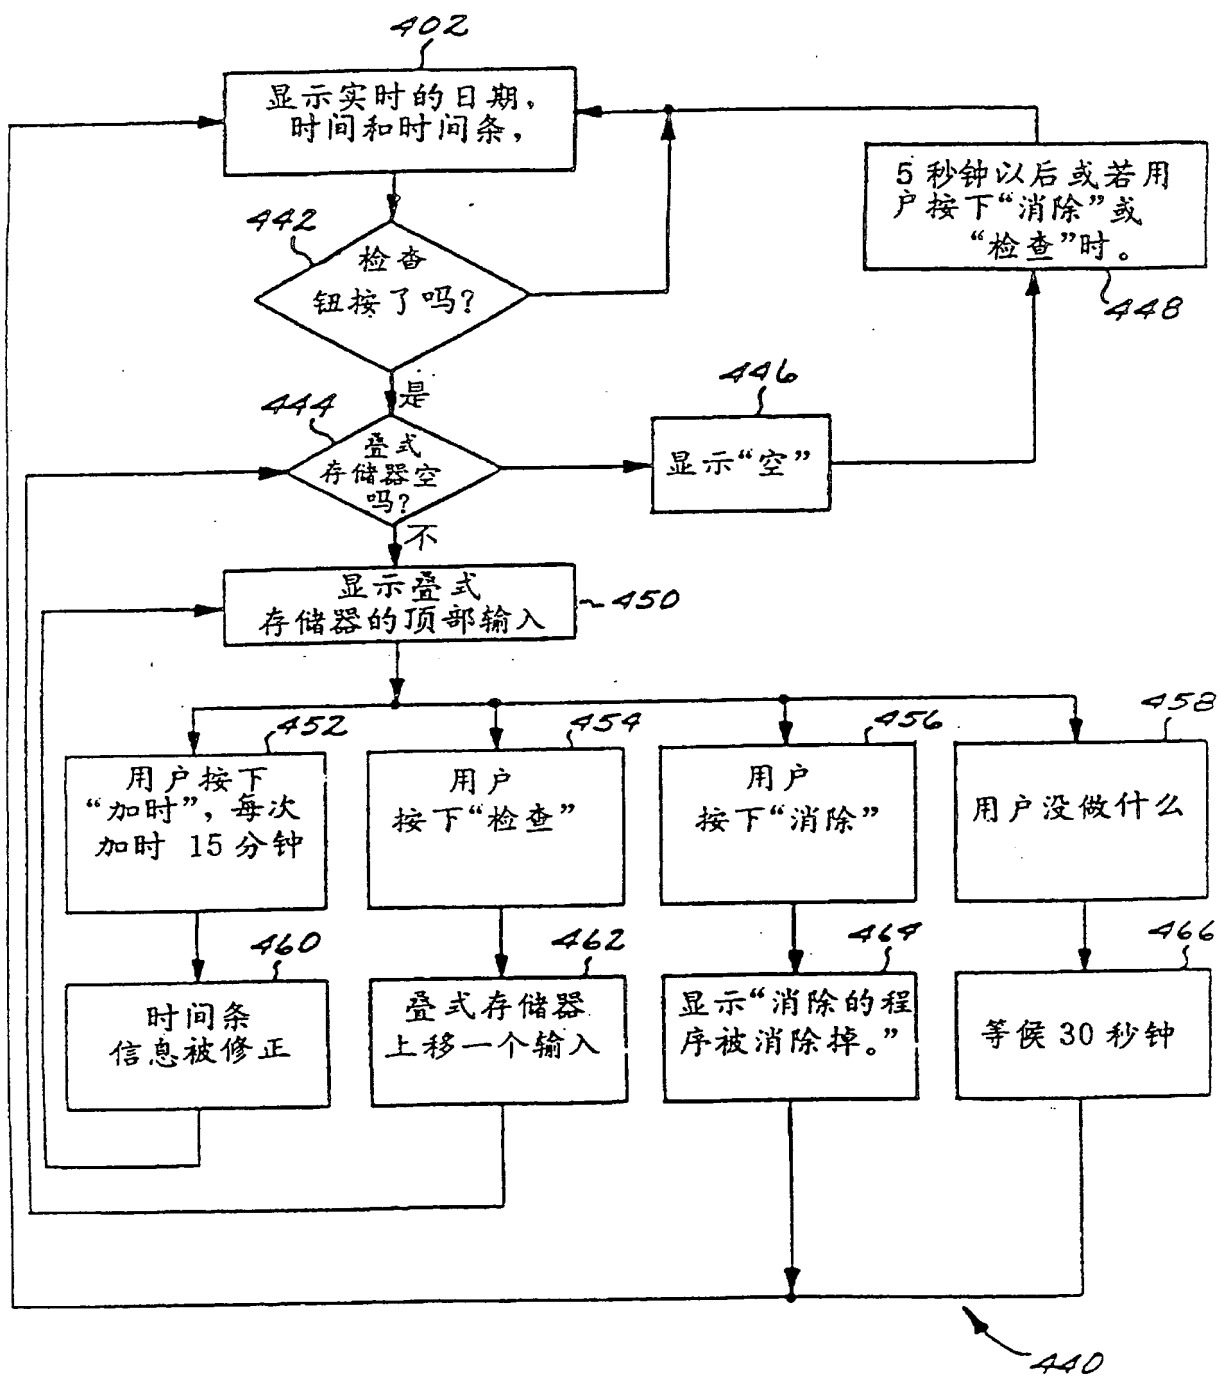 402
显示实时的日期,
时间和时间条,
442
检查
钮按了吗?
是
5秒钟以后或若用
户按下“消除”或
“检查”时。
448
444
叠式
存储器空
吗?
446
显示“空”
不
显示叠式
存储器的顶部输入
450
452
用户按下
“加时”, 每次
加时 15分钟
454
用户
按下“检查”
456
用户
按下“消除”
458
用户没做什么
460
时间条
信息被修正
462
叠式存储器
上移一个输入
464
显示“消除的程
序被消除掉。”
466
等候30秒钟
440